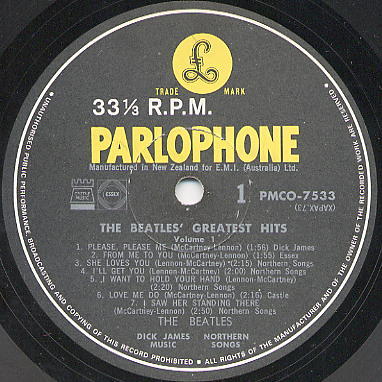 £
TRADE MARK
33⅓ R.P.M.
PARLOPHONE
Manufactured in New Zealand for E.M.I. (Australia) Ltd.
CASTLE MUSIC
ESSEX
1 PMCO-7533
(XAPX.73)
THE BEATLES' GREATEST HITS
Volume 1
1. PLEASE, PLEASE ME (McCartney-Lennon) (1:56) Dick James
2. FROM ME TO YOU (McCartney-Lennon) (1:55) Essex
3. SHE LOVES YOU (Lennon-McCartney) (2:15) Northern Songs
4. I'LL GET YOU (Lennon-McCartney) (2:00) Northern Songs
5. I WANT TO HOLD YOUR HAND (Lennon-McCartney)
(2:20) Northern Songs
6. LOVE ME DO (McCartney-Lennon) (2:16) Castle
7. I SAW HER STANDING THERE
(McCartney-Lennon) (2:50) Northern Songs
THE BEATLES
DICK JAMES NORTHERN
MUSIC SONGS
• UNAUTHORISED PUBLIC PERFORMANCE, BROADCASTING AND COPYING OF THIS RECORD PROHIBITED • ALL RIGHTS OF THE MANUFACTURER AND OF THE OWNER OF THE RECORDED WORK ARE RESERVED •